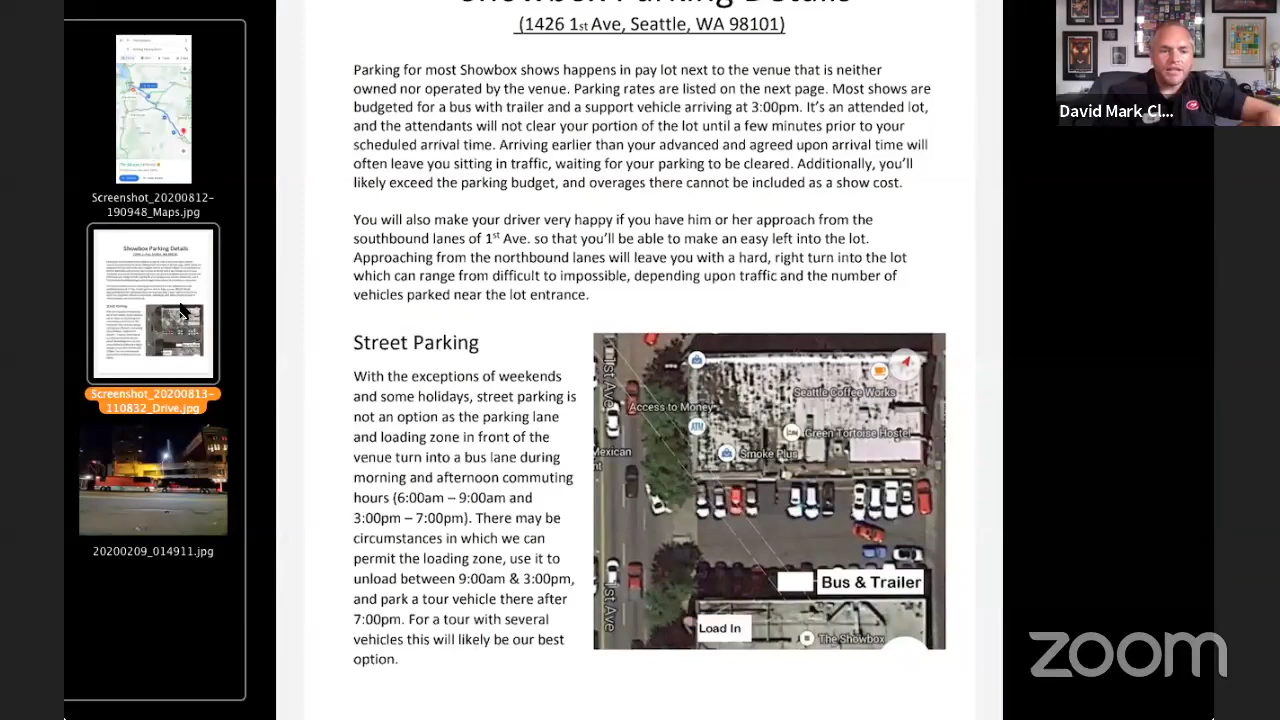 Showbox Parking Details
(1426 1st Ave, Seattle, WA 98101)
Parking for most Showbox shows happens in pay lot next to the venue that is neither
owned nor operated by the venue. Parking rates are listed on the next page. Most shows are
budgeted for a bus with trailer and a support vehicle arriving at 3:00pm. It's an attended lot,
and the attendants will not clear your portion of the lot until a few minutes prior to your
scheduled arrival time. Arriving earlier than your advanced and agreed upon arrival time will
often leave you sitting in traffic, waiting for your parking to be cleared. Additionally, you'll
likely exceed the parking budget, and overages there cannot be included as a show cost.
You will also make your driver very happy if you have him or her approach from the
southbound lanes of 1st Ave. so that you'll be able to make an easy left into the lot.
Approaching from the northbound lanes will leave you with a hard, right turn into the lot
which can range from difficult to impossible depending upon traffic and the number of
vehicles parked near the lot entrance.
Street Parking
With the exceptions of weekends
and some holidays, street parking is
not an option as the parking lane
and loading zone in front of the
venue turn into a bus lane during
morning and afternoon commuting
hours (6:00am – 9:00am and
3:00pm – 7:00pm). There may be
circumstances in which we can
permit the loading zone, use it to
unload between 9:00am & 3:00pm,
and park a tour vehicle there after
7:00pm. For a tour with several
vehicles this will likely be our best
option.
1st Ave
Seattle Coffee Works
Access to Money
ATM
Green Tortoise Hostel
Mexican
nt
Smoke Plus
Bus & Trailer
1st Ave
Load In
The Showbox
Screenshot_20200812-
190948_Maps.jpg
Showbox Parking Details
Screenshot_20200813-
110832_Drive.jpg
20200209_014911.jpg
David Mark Cl...
zoom